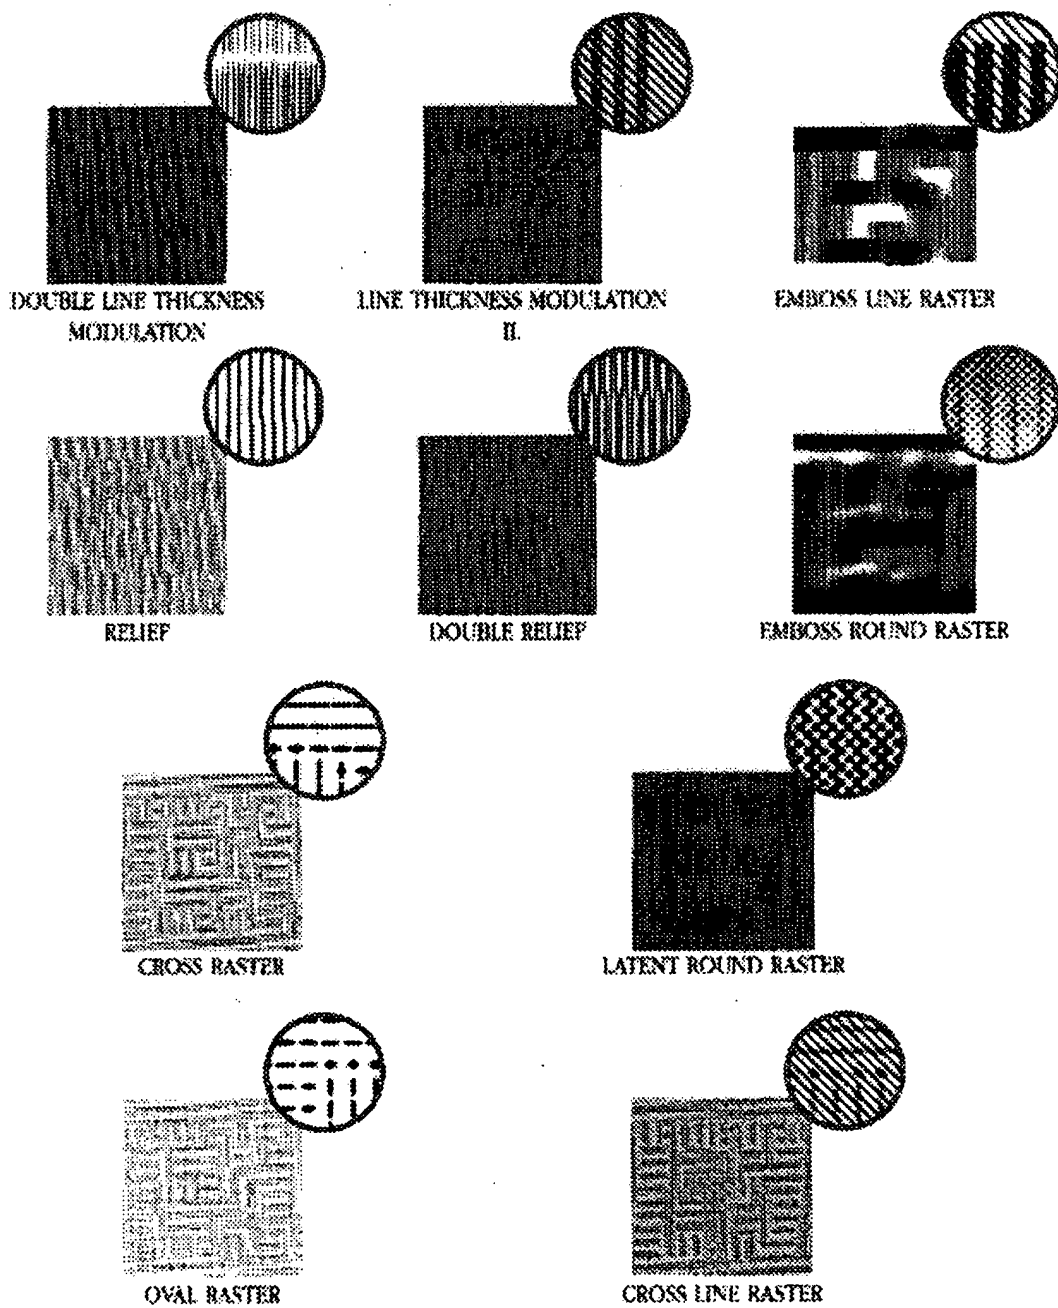 DOUBLE LINE THICKNESS
MODULATION
LINE THICKNESS MODULATION
II.
EMBOSS LINE RASTER
RELIEF
DOUBLE RELIEF
EMBOSS ROUND RASTER
CROSS RASTER
LATENT ROUND RASTER
OVAL RASTER
CROSS LINE RASTER